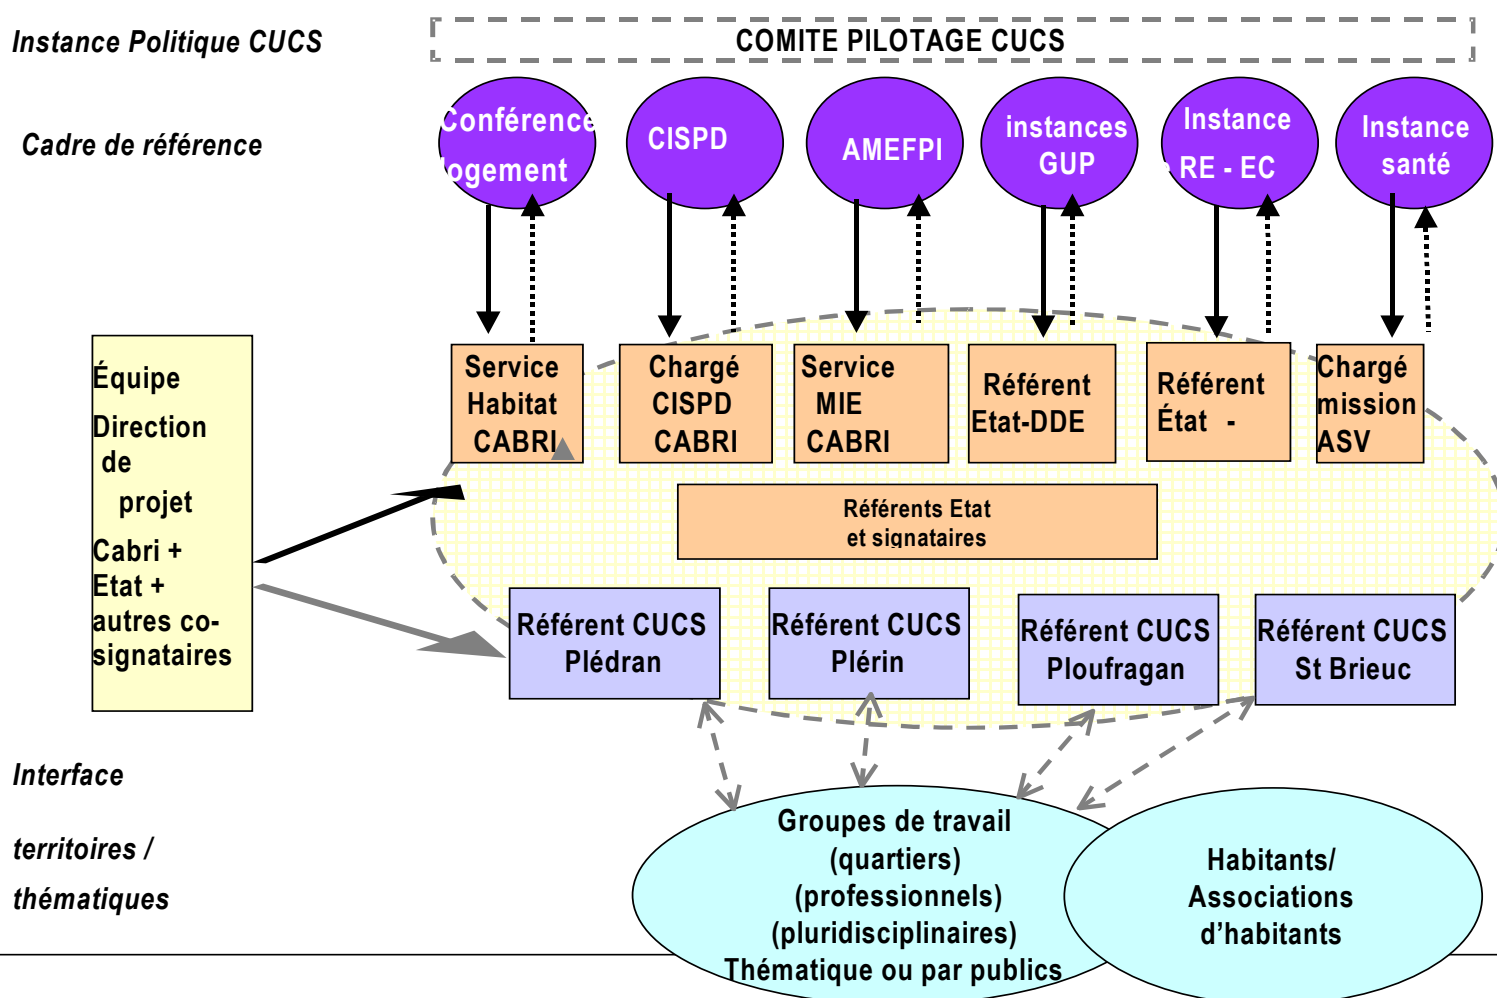 Instance Politique CUCS
COMITE PILOTAGE CUCS
Cadre de référence
Conférence
logement
CISPD
AMEFPI
instances
GUP
Instance
RE - EC
Instance
santé
Équipe
Direction
de
projet
Cabri +
Etat +
autres co-
signataires
Service
Habitat
CABRI
Chargé
CISPD
CABRI
Service
MIE
CABRI
Référent
Etat-DDE
Référent
État -
Chargé
mission
ASV
Référents Etat
et signataires
Référent CUCS
Plédran
Référent CUCS
Plérin
Référent CUCS
Ploufragan
Référent CUCS
St Brieuc
Interface
territoires /
thématiques
Groupes de travail
(quartiers)
(professionnels)
(pluridisciplinaires)
Thématique ou par publics
Habitants/
Associations
d’habitants